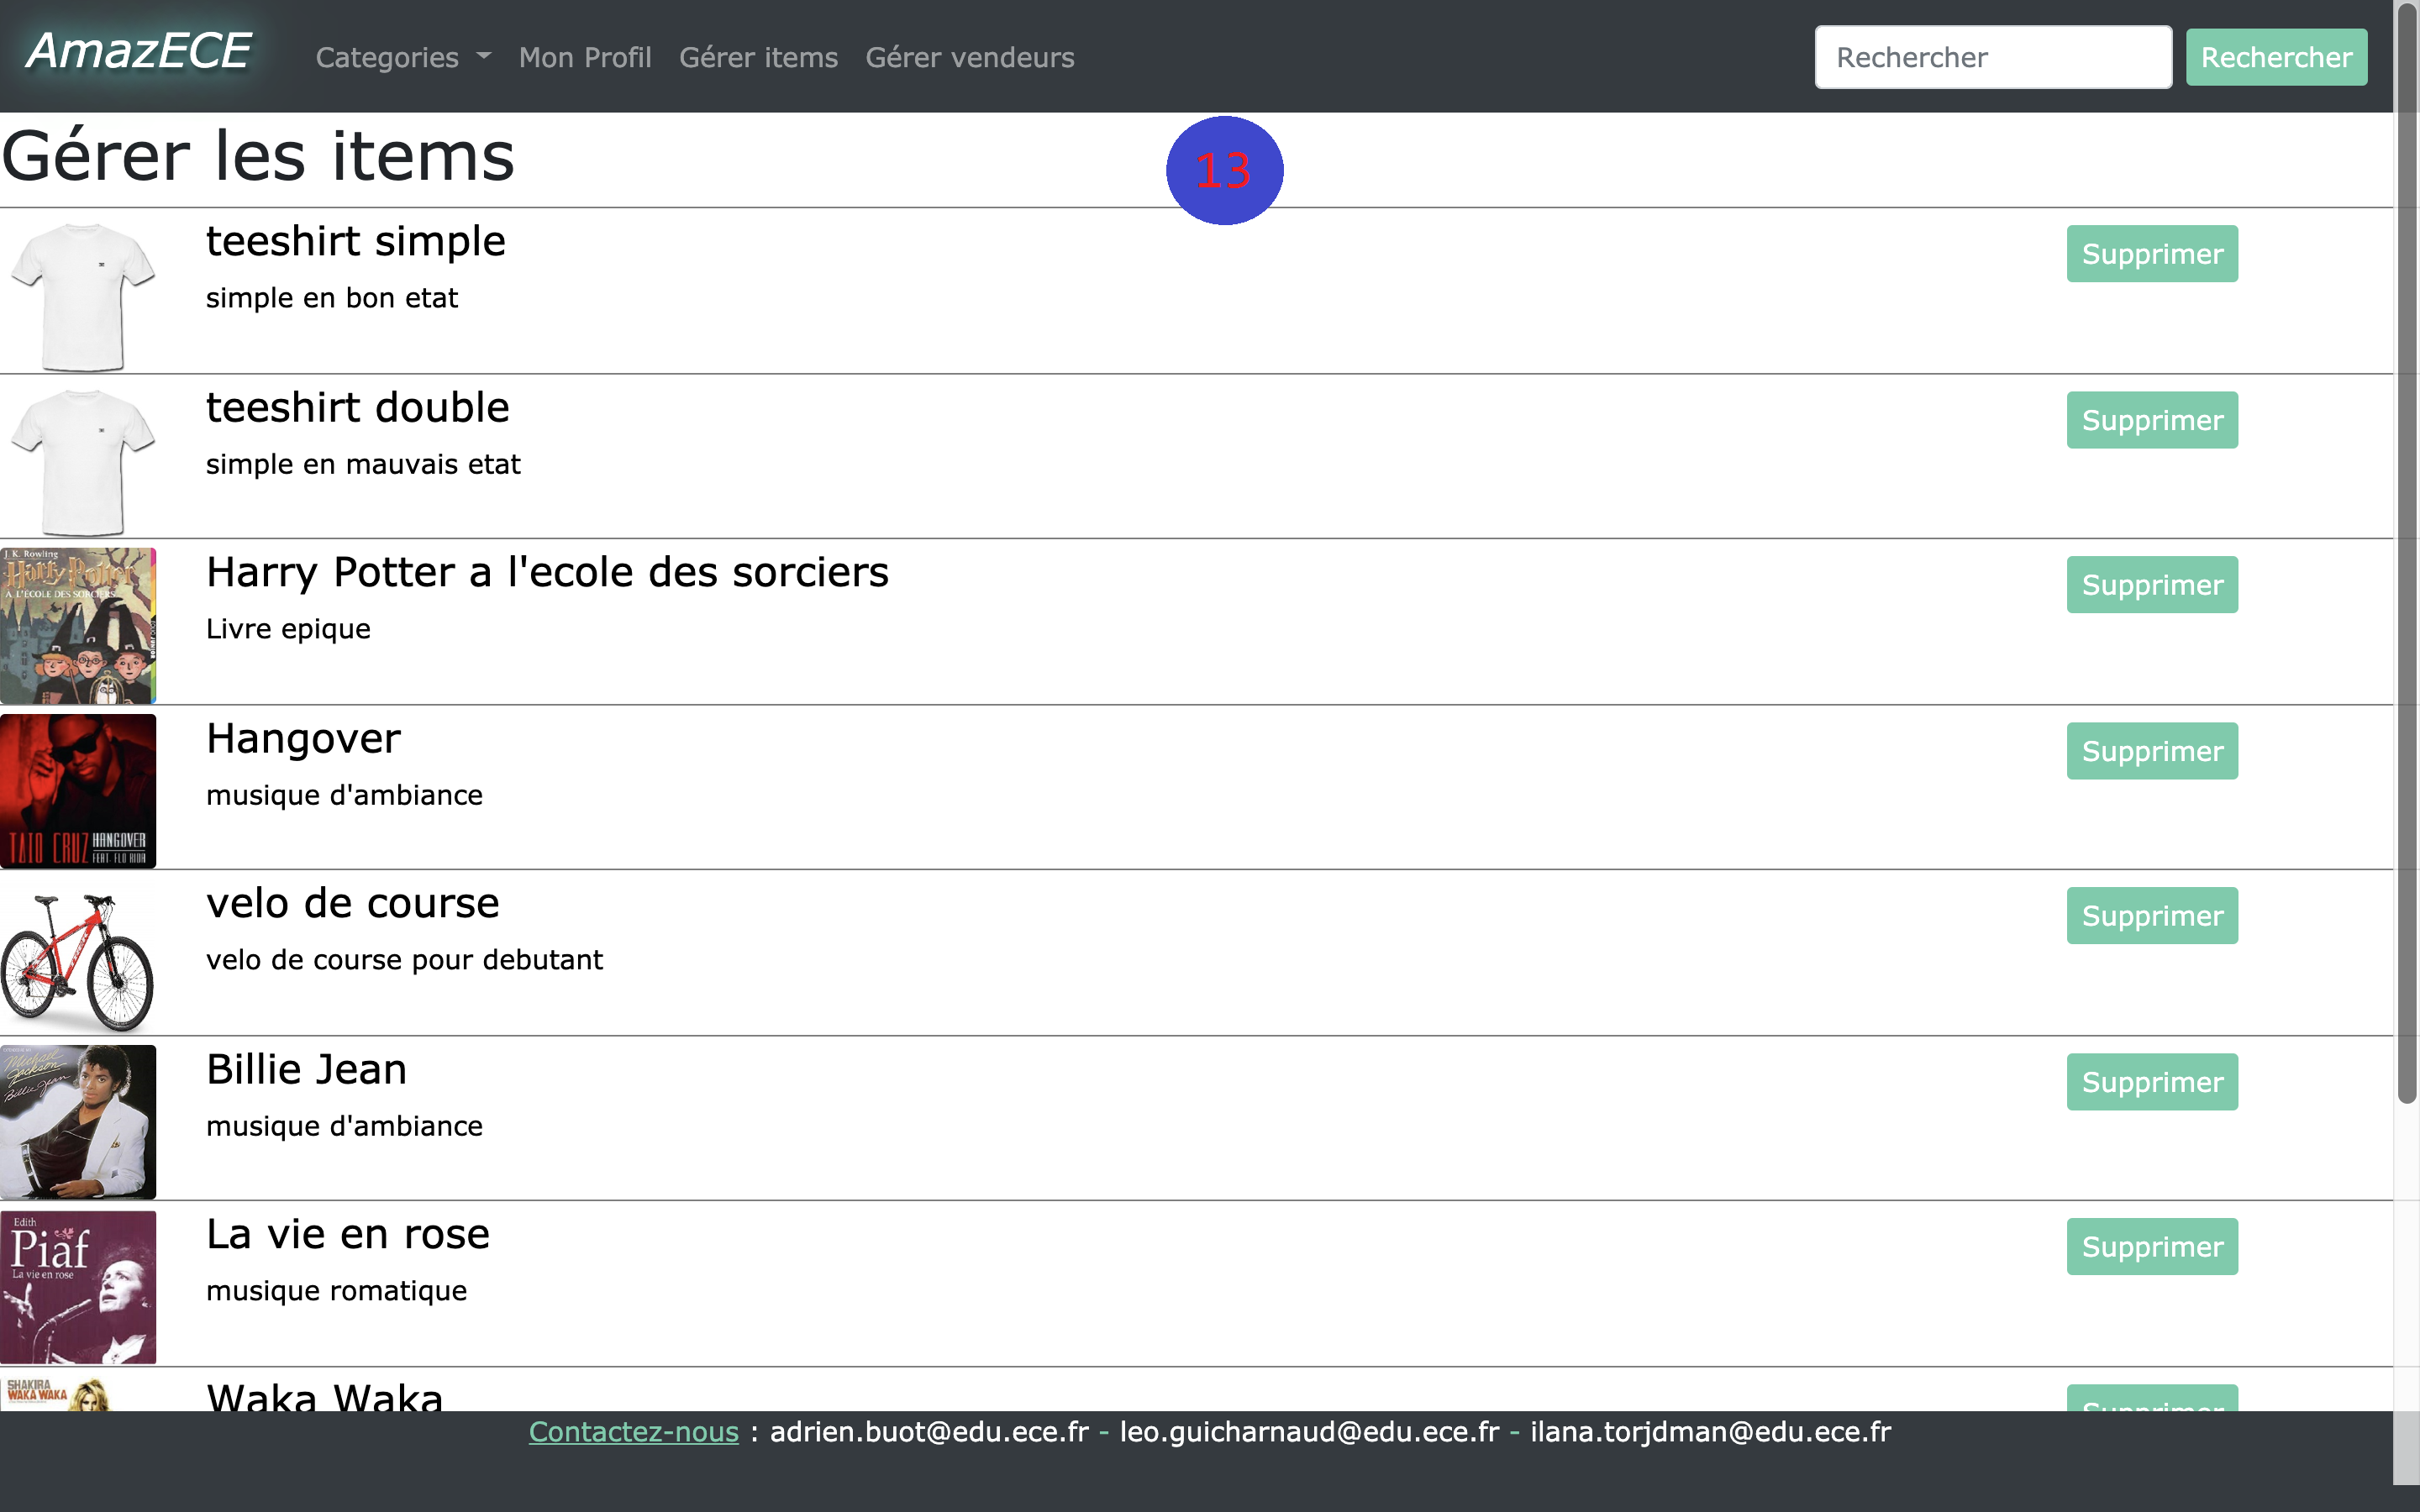 AmazECE
Categories Mon Profil Gérer items Gérer vendeurs
Rechercher Rechercher
Gérer les items
13
teeshirt simple
simple en bon etat
Supprimer
teeshirt double
simple en mauvais etat
Supprimer
J. K. Rowling
Harry Potter
A L'ECOLE DES SORCIERS
Harry Potter a l'ecole des sorciers
Livre epique
Supprimer
TAIO CRUZ HANGOVER
FEAT. FLO RIDA
Hangover
musique d'ambiance
Supprimer
velo de course
velo de course pour debutant
Supprimer
Michael
Jackson
Billie Jean
Billie Jean
musique d'ambiance
Supprimer
Edith
Piaf
La vie en rose
La vie en rose
musique romatique
Supprimer
SHAKIRA
WAKA WAKA
Waka Waka
Supprimer
Contactez-nous : adrien.buot@edu.ece.fr - leo.guicharnaud@edu.ece.fr - ilana.torjdman@edu.ece.fr